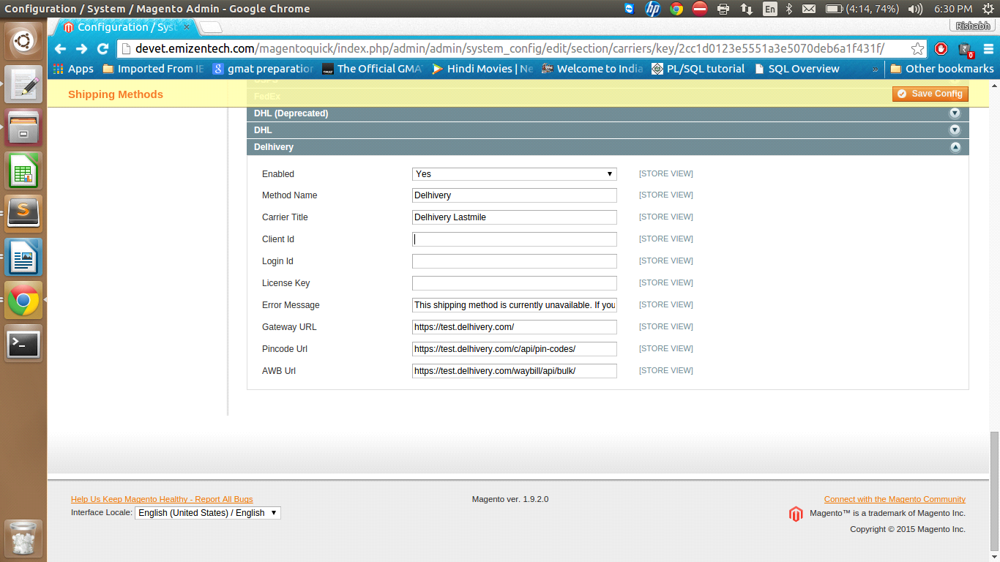 Configuration / System / Magento Admin - Google Chrome
En
(4:14, 74%)
6:30 PM
Configuration / Syst
Rishabh
devet.emizentech.com/magentoquick/index.php/admin/admin/system_config/edit/section/carriers/key/2cc1d0123e5551a3e5070deb6a1f431f/
0
Apps
Imported From IE
gmat preparation
The Official GMA
Hindi Movies | Ne
Welcome to India
PL/SQL tutorial
SQL Overview
»
Other bookmarks
Shipping Methods
FedEx
Save Config
DHL (Deprecated)
DHL
Delhivery
Enabled
Yes
[STORE VIEW]
Method Name
Delhivery
[STORE VIEW]
Carrier Title
Delhivery Lastmile
[STORE VIEW]
Client Id
[STORE VIEW]
Login Id
[STORE VIEW]
License Key
[STORE VIEW]
Error Message
This shipping method is currently unavailable. If you
[STORE VIEW]
Gateway URL
https://test.delhivery.com/
[STORE VIEW]
Pincode Url
https://test.delhivery.com/c/api/pin-codes/
[STORE VIEW]
AWB Url
https://test.delhivery.com/waybill/api/bulk/
[STORE VIEW]
Help Us Keep Magento Healthy - Report All Bugs
Interface Locale: English (United States) / English
Magento ver. 1.9.2.0
Connect with the Magento Community
Magento™ is a trademark of Magento Inc.
Copyright © 2015 Magento Inc.